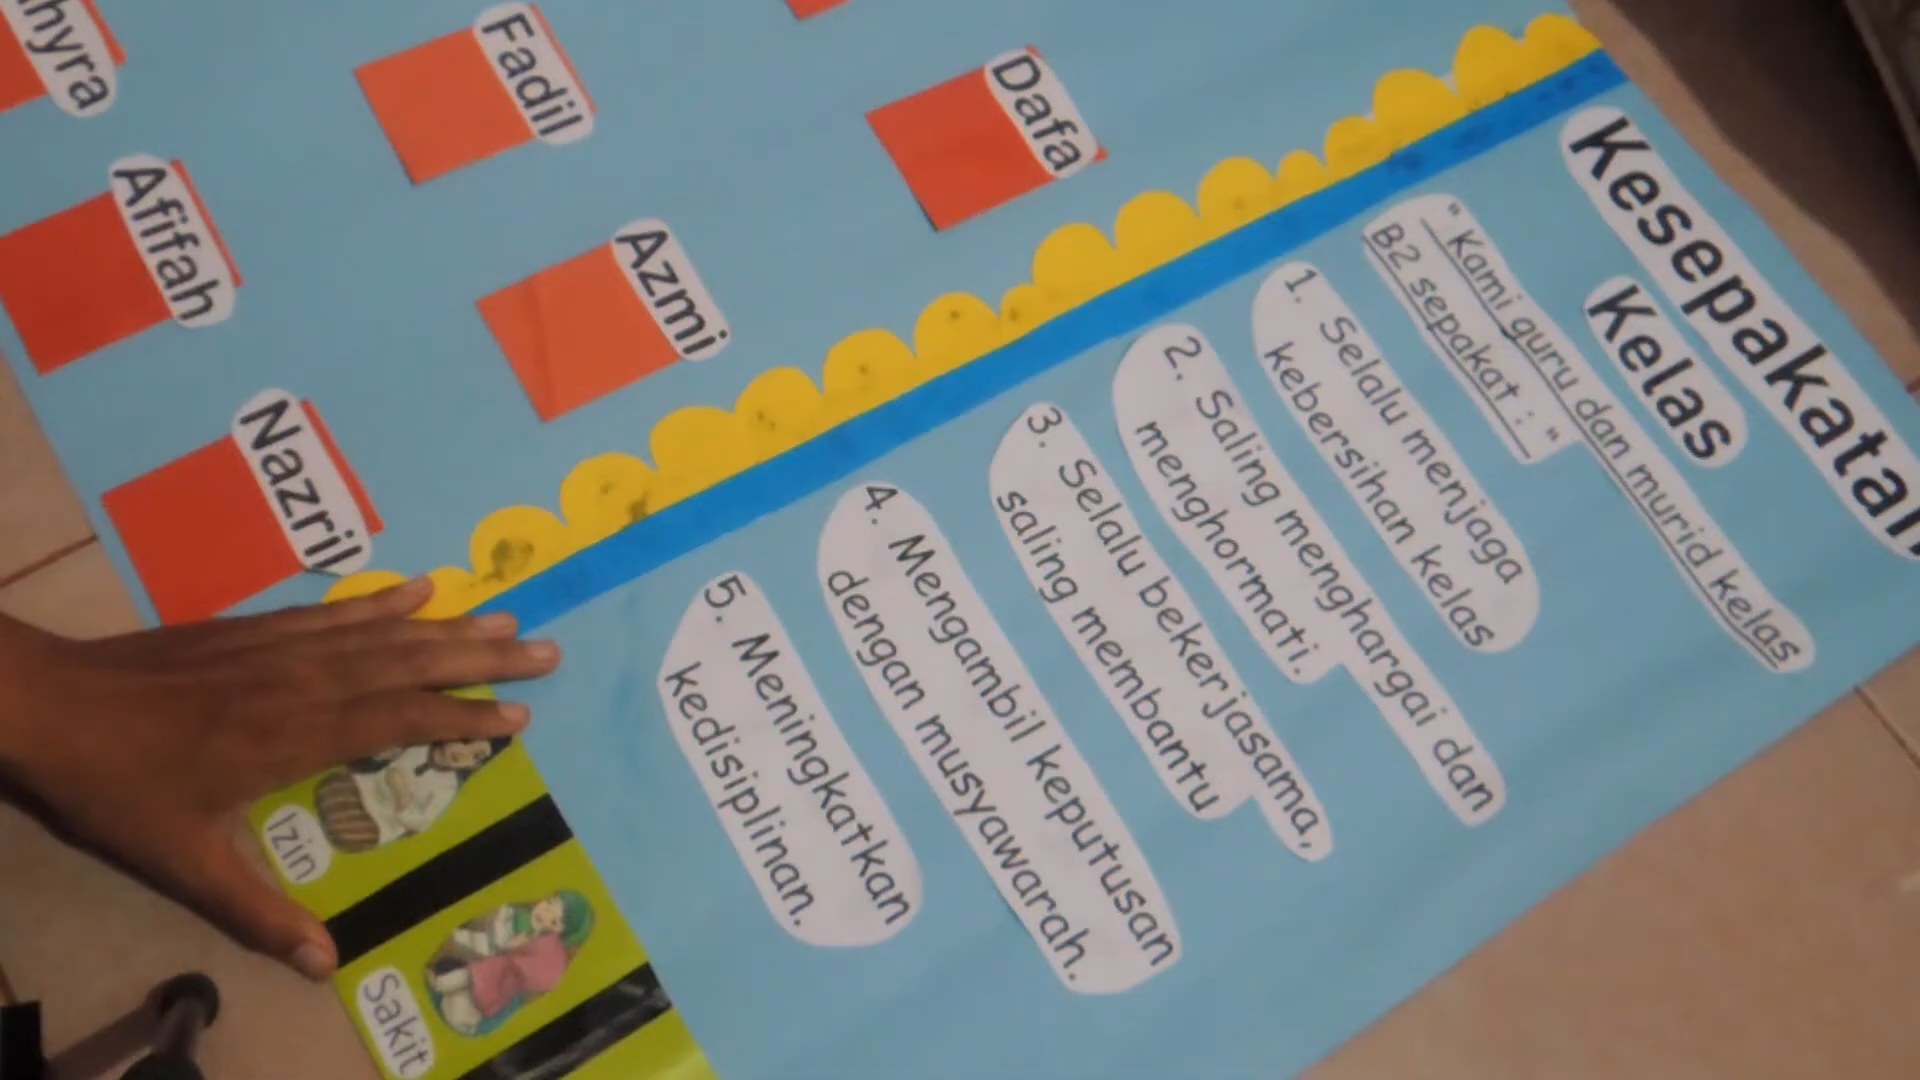 Kesepakatan
Kelas
" Kami guru dan murid kelas
B2 sepakat : "
1. Selalu menjaga
kebersihan kelas
2. Saling menghargai dan
menghormati.
3. Selalu bekerjasama,
saling membantu
4. Mengambil keputusan
dengan musyawarah.
5. Meningkatkan
kedisiplinan.
Dafa
Fadil
Azmi
Afifah
Nazril
Izin
Sakit